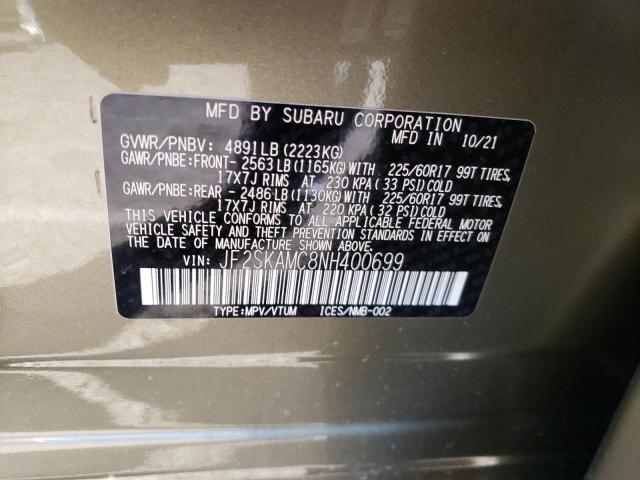 MFD BY SUBARU CORPORATION
MFD IN 10/21
GVWR/PNBV: 4891LB(2223KG)
GAWR/PNBE:FRONT- 2563LB(1165KG)WITH 225/60R17 99T TIRES,
17X7J RIMS AT 230 KPA(33 PSI)COLD
GAWR/PNBE:REAR - 2486LB(1130KG)WITH 225/60R17 99T TIRES,
17X7J RIMS AT 220 KPA(32 PSI)COLD
THIS VEHICLE CONFORMS TO ALL APPLICABLE FEDERAL MOTOR
VEHICLE SAFETY AND THEFT PREVENTION STANDARDS IN EFFECT
ON THE DATE OF MANUFACTURE SHOWN ABOVE.
VIN: JF2SKAMC8NH400699
TYPE:MPV/VTUM ICES/NMB-002